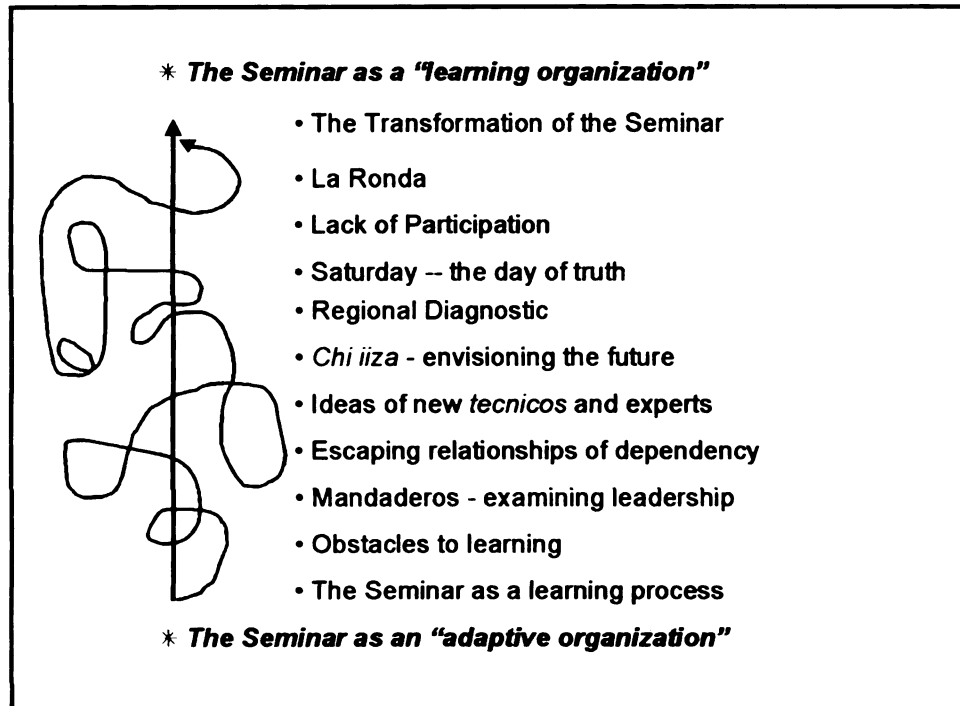 * The Seminar as a "learning organization"
• The Transformation of the Seminar
• La Ronda
• Lack of Participation
• Saturday -- the day of truth
• Regional Diagnostic
• Chi iiza - envisioning the future
• Ideas of new tecnicos and experts
• Escaping relationships of dependency
• Mandaderos - examining leadership
• Obstacles to learning
• The Seminar as a learning process
* The Seminar as an "adaptive organization"